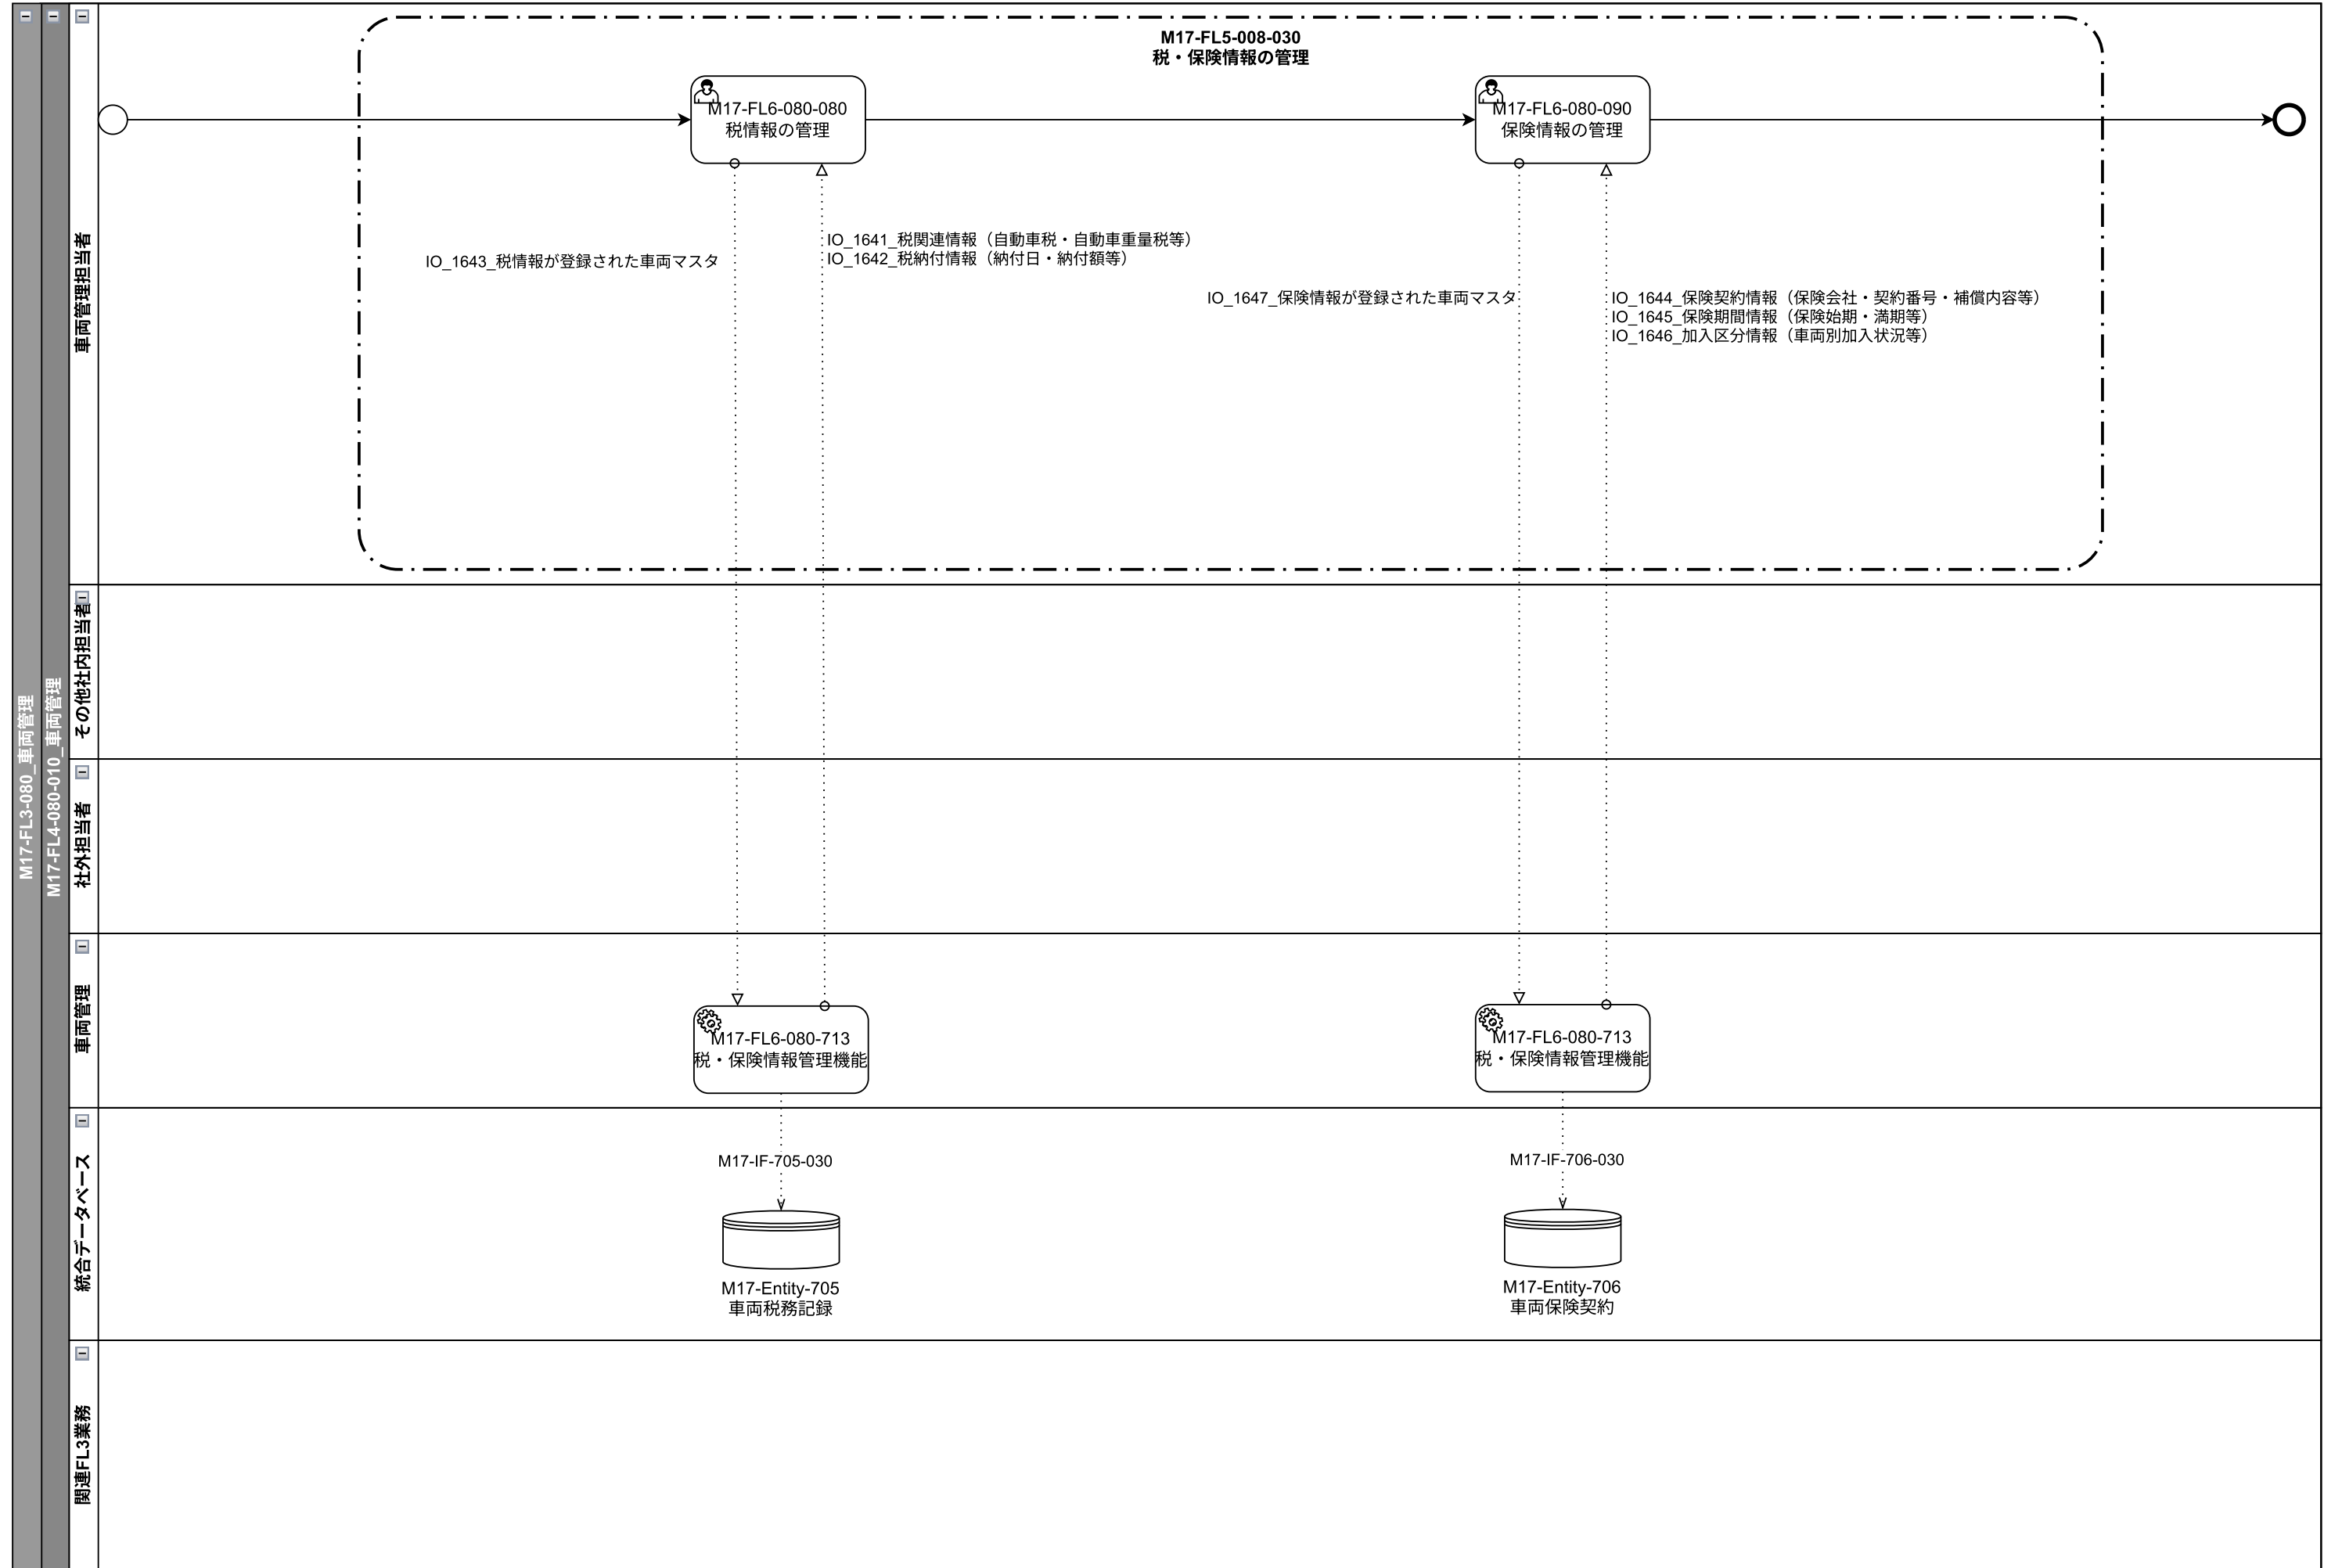 M17-FL3-080_車両管理
M17-FL4-080-010_車両管理
車両管理担当者
M17-FL5-008-030
税・保険情報の管理
M17-FL6-080-080
税情報の管理
M17-FL6-080-090
保険情報の管理
IO_1643_税情報が登録された車両マスタ
IO_1641_税関連情報（自動車税・自動車重量税等）
IO_1642_税納付情報（納付日・納付額等）
IO_1647_保険情報が登録された車両マスタ
IO_1644_保険契約情報（保険会社・契約番号・補償内容等）
IO_1645_保険期間情報（保険始期・満期等）
IO_1646_加入区分情報（車両別加入状況等）
その他社内担当者
社外担当者
車両管理
M17-FL6-080-713
税・保険情報管理機能
M17-FL6-080-713
税・保険情報管理機能
統合データベース
M17-IF-705-030
M17-IF-706-030
M17-Entity-705
車両税務記録
M17-Entity-706
車両保険契約
関連FL3業務